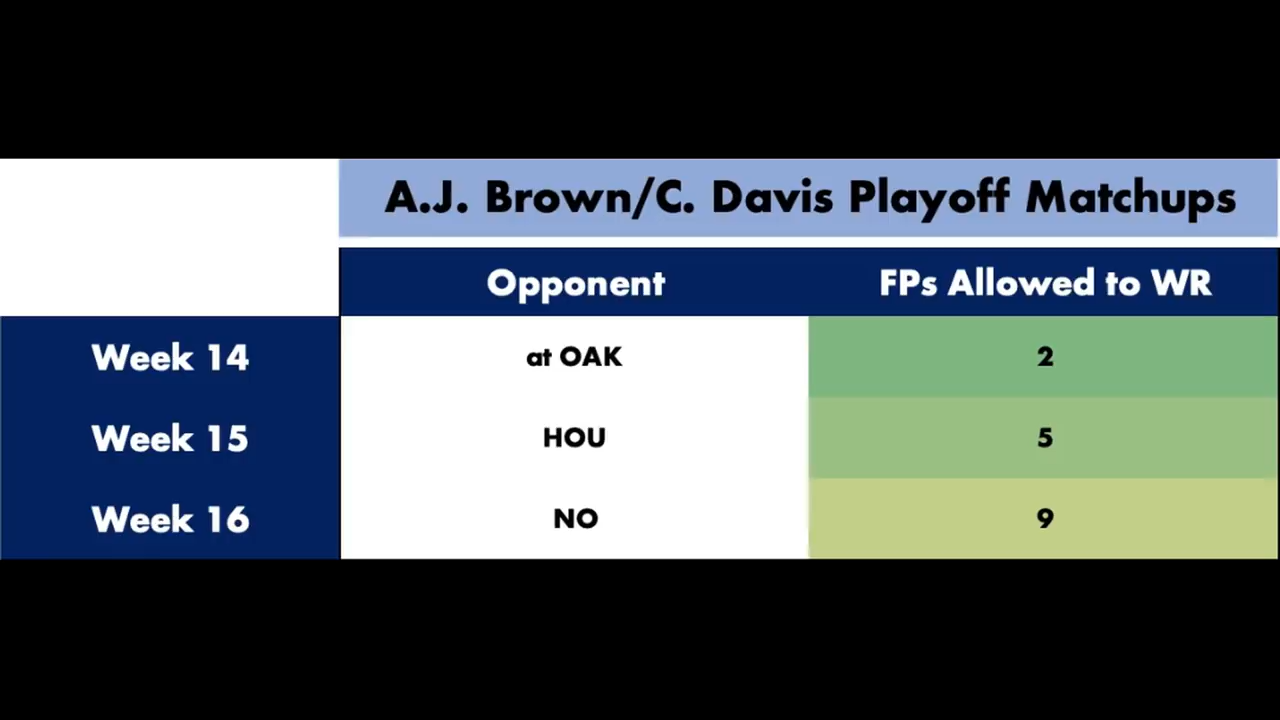 A.J. Brown/C. Davis Playoff Matchups
Opponent FPs Allowed to WR
Week 14 at OAK 2
Week 15 HOU 5
Week 16 NO 9